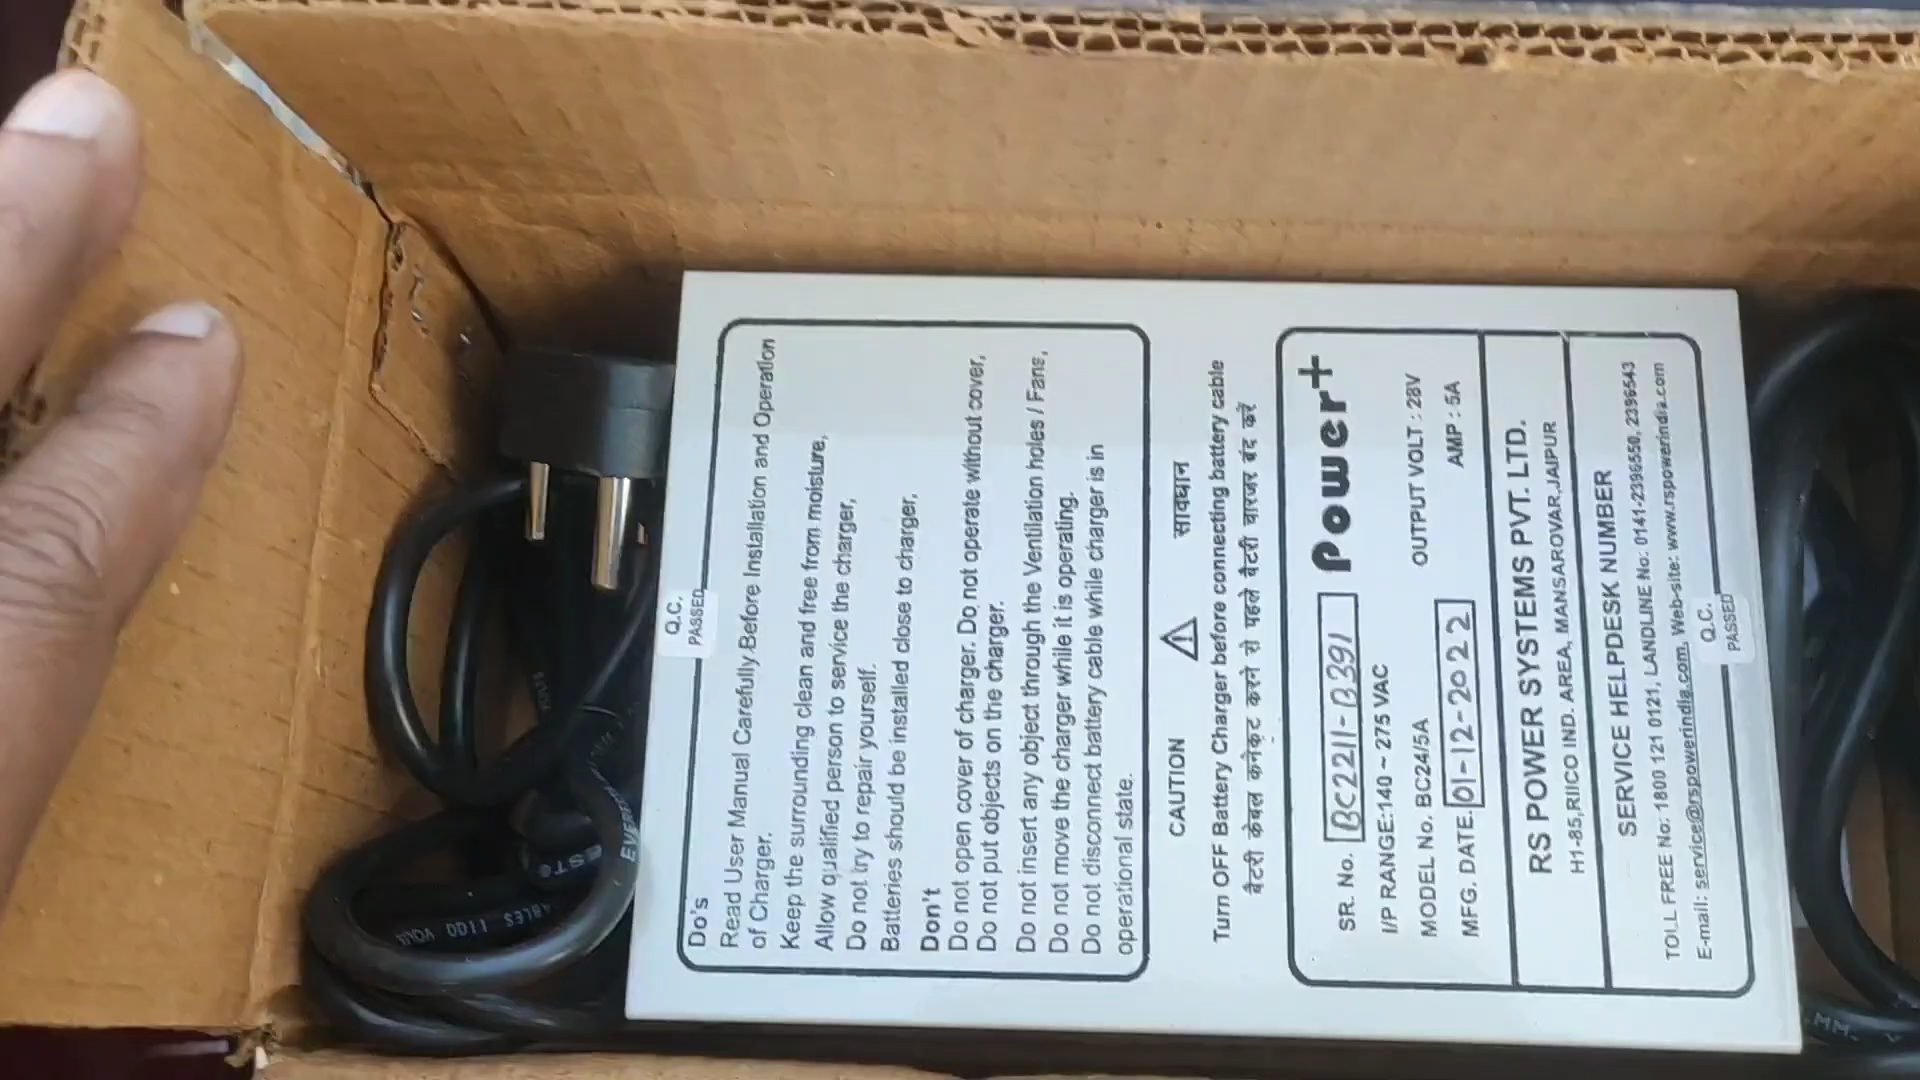 Do's
Read User Manual Carefully Before Installation and Operation
of Charger.
Keep the surrounding clean and free from moisture,
Allow qualified person to service the charger,
Do not try to repair yourself.
Batteries should be installed close to charger,
Don't
Do not open cover of charger. Do not operate without cover,
Do not put objects on the charger.
Do not insert any object through the Ventilation holes / Fans,
Do not move the charger while it is operating.
Do not disconnect battery cable while charger is in
operational state.
Q.C.
PASSED
CAUTION ⚠ सावधान
Turn OFF Battery Charger before connecting battery cable
बैटरी केबल कनेक्ट करने से पहले बैटरी चारजर बंद करें
SR. No. BC2211-B391 Power+
I/P RANGE:140 ~ 275 VAC
MODEL No. BC24/5A OUTPUT VOLT : 28V
MFG. DATE. 01-12-2022 AMP : 5A
RS POWER SYSTEMS PVT. LTD.
H1-85,RIICO IND. AREA, MANSAROVAR,JAIPUR
SERVICE HELPDESK NUMBER
TOLL FREE No: 1800 121 0121, LANDLINE No: 0141-2396550, 2396543
E-mail: service@rspowerindia.com, Web-site: www.rspowerindia.com
Q.C.
PASSED